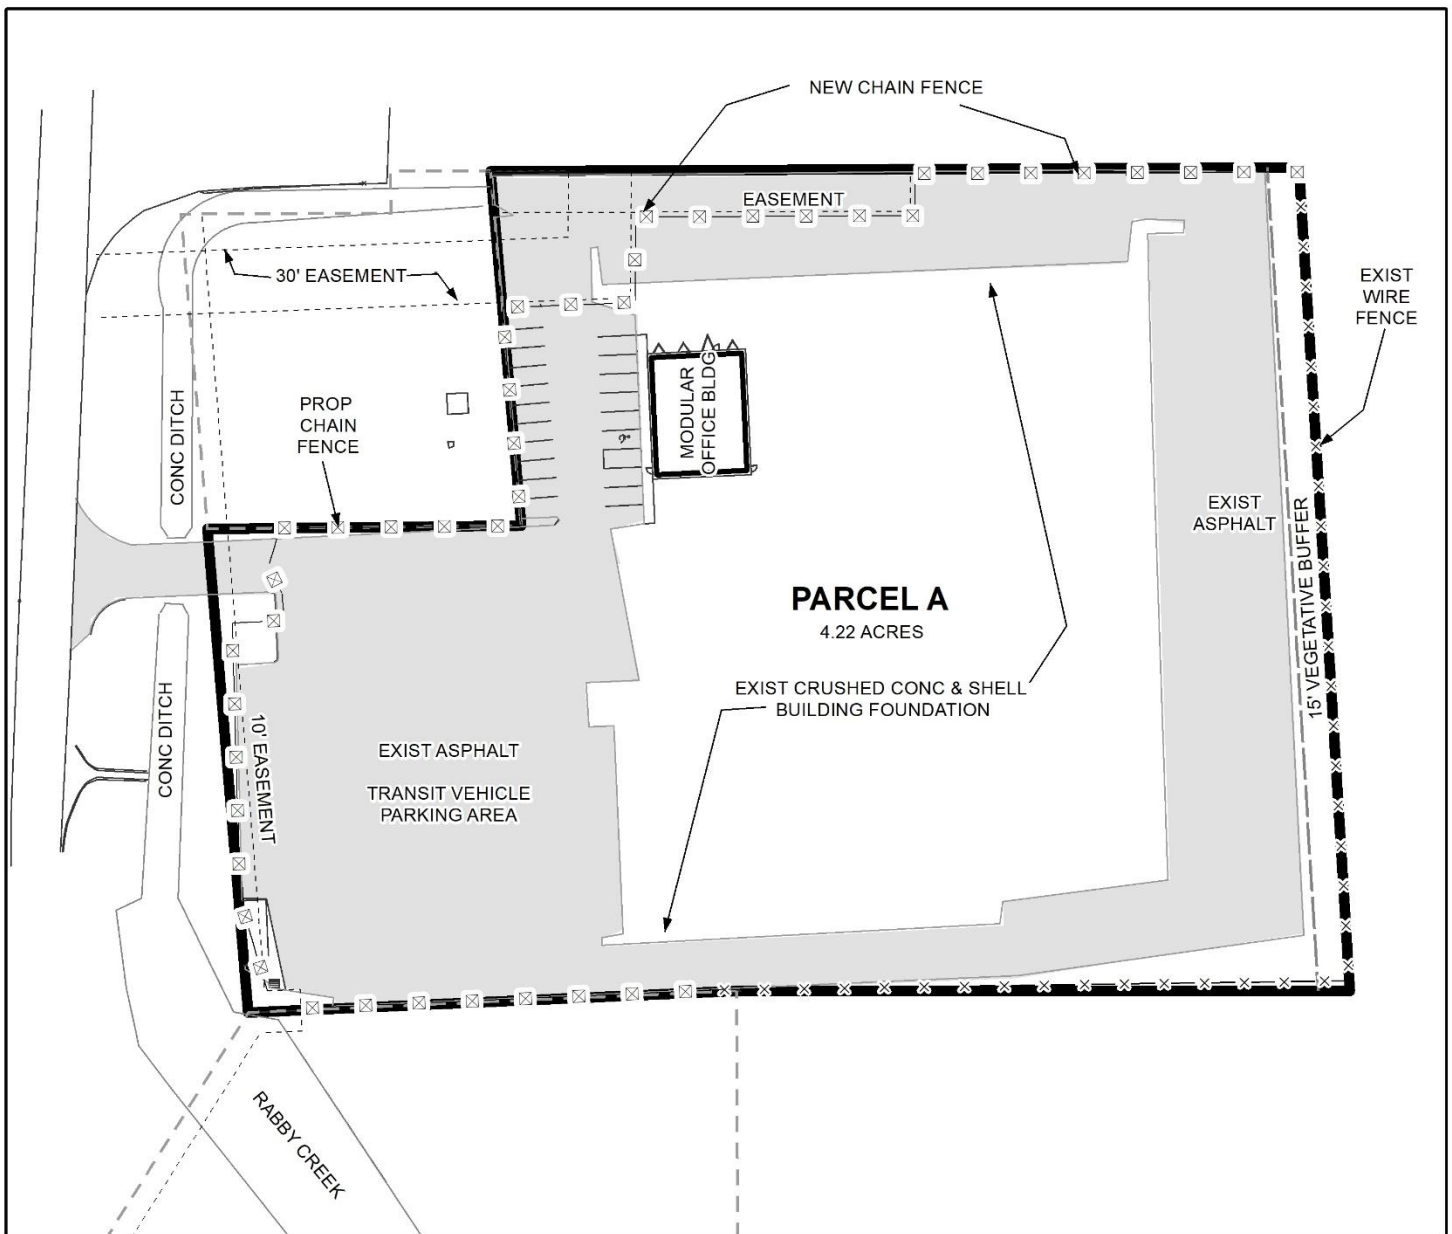 NEW CHAIN FENCE
EASEMENT
30' EASEMENT
EXIST
WIRE
FENCE
CONC DITCH
PROP
CHAIN
FENCE
MODULAR
OFFICE BLDG
EXIST
ASPHALT
15' VEGETATIVE BUFFER
PARCEL A
4.22 ACRES
EXIST CRUSHED CONC & SHELL
BUILDING FOUNDATION
CONC DITCH
10' EASEMENT
EXIST ASPHALT
TRANSIT VEHICLE
PARKING AREA
RABBY CREEK